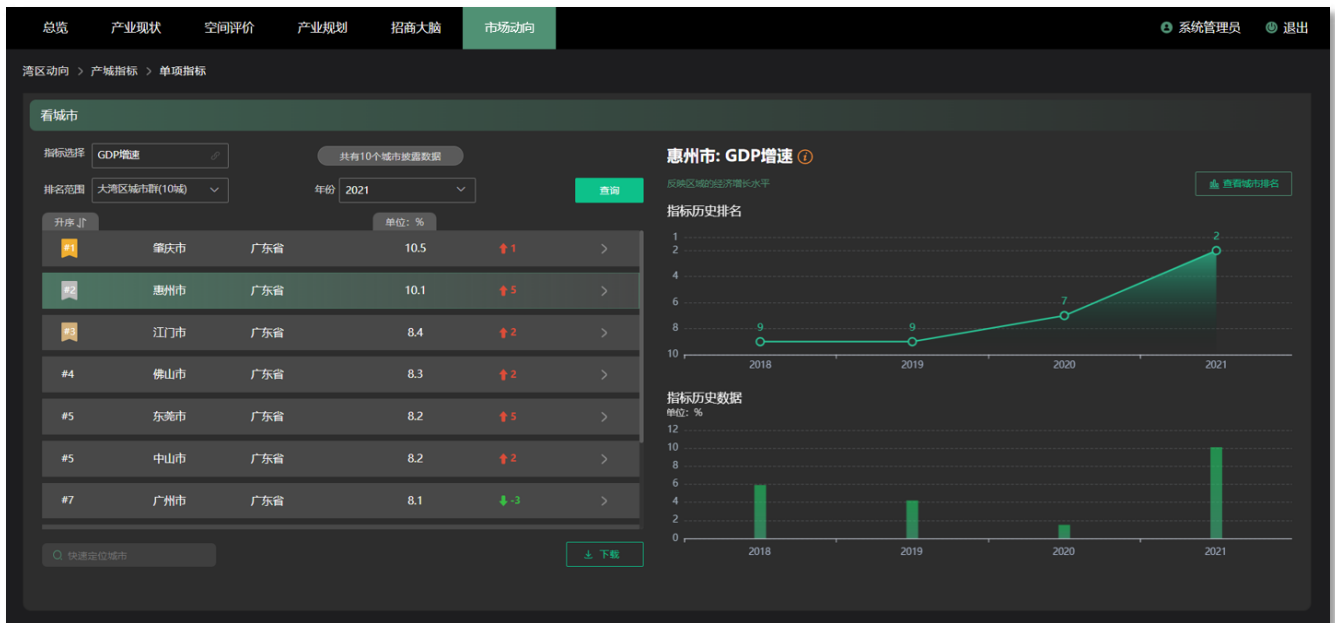 总览 产业现状 空间评价 产业规划 招商大脑 市场动向 系统管理员 退出
湾区动向 > 产城指标 > 单项指标
看城市
指标选择 GDP增速 共有10个城市披露数据
排名范围 大湾区城市群(10城) 年份 2021 查询
升序 单位: %
#1 肇庆市 广东省 10.5 1 >
#2 惠州市 广东省 10.1 5 >
#3 江门市 广东省 8.4 2 >
#4 佛山市 广东省 8.3 2 >
#5 东莞市 广东省 8.2 5 >
#5 中山市 广东省 8.2 2 >
#7 广州市 广东省 8.1 -3 >
快速定位城市 下载
惠州市: GDP增速
反映区域的经济增长水平 查看城市排名
指标历史排名
1
2
4
6
8
10
9 9 7 2
2018 2019 2020 2021
指标历史数据
单位: %
12
10
8
6
4
2
0
2018 2019 2020 2021